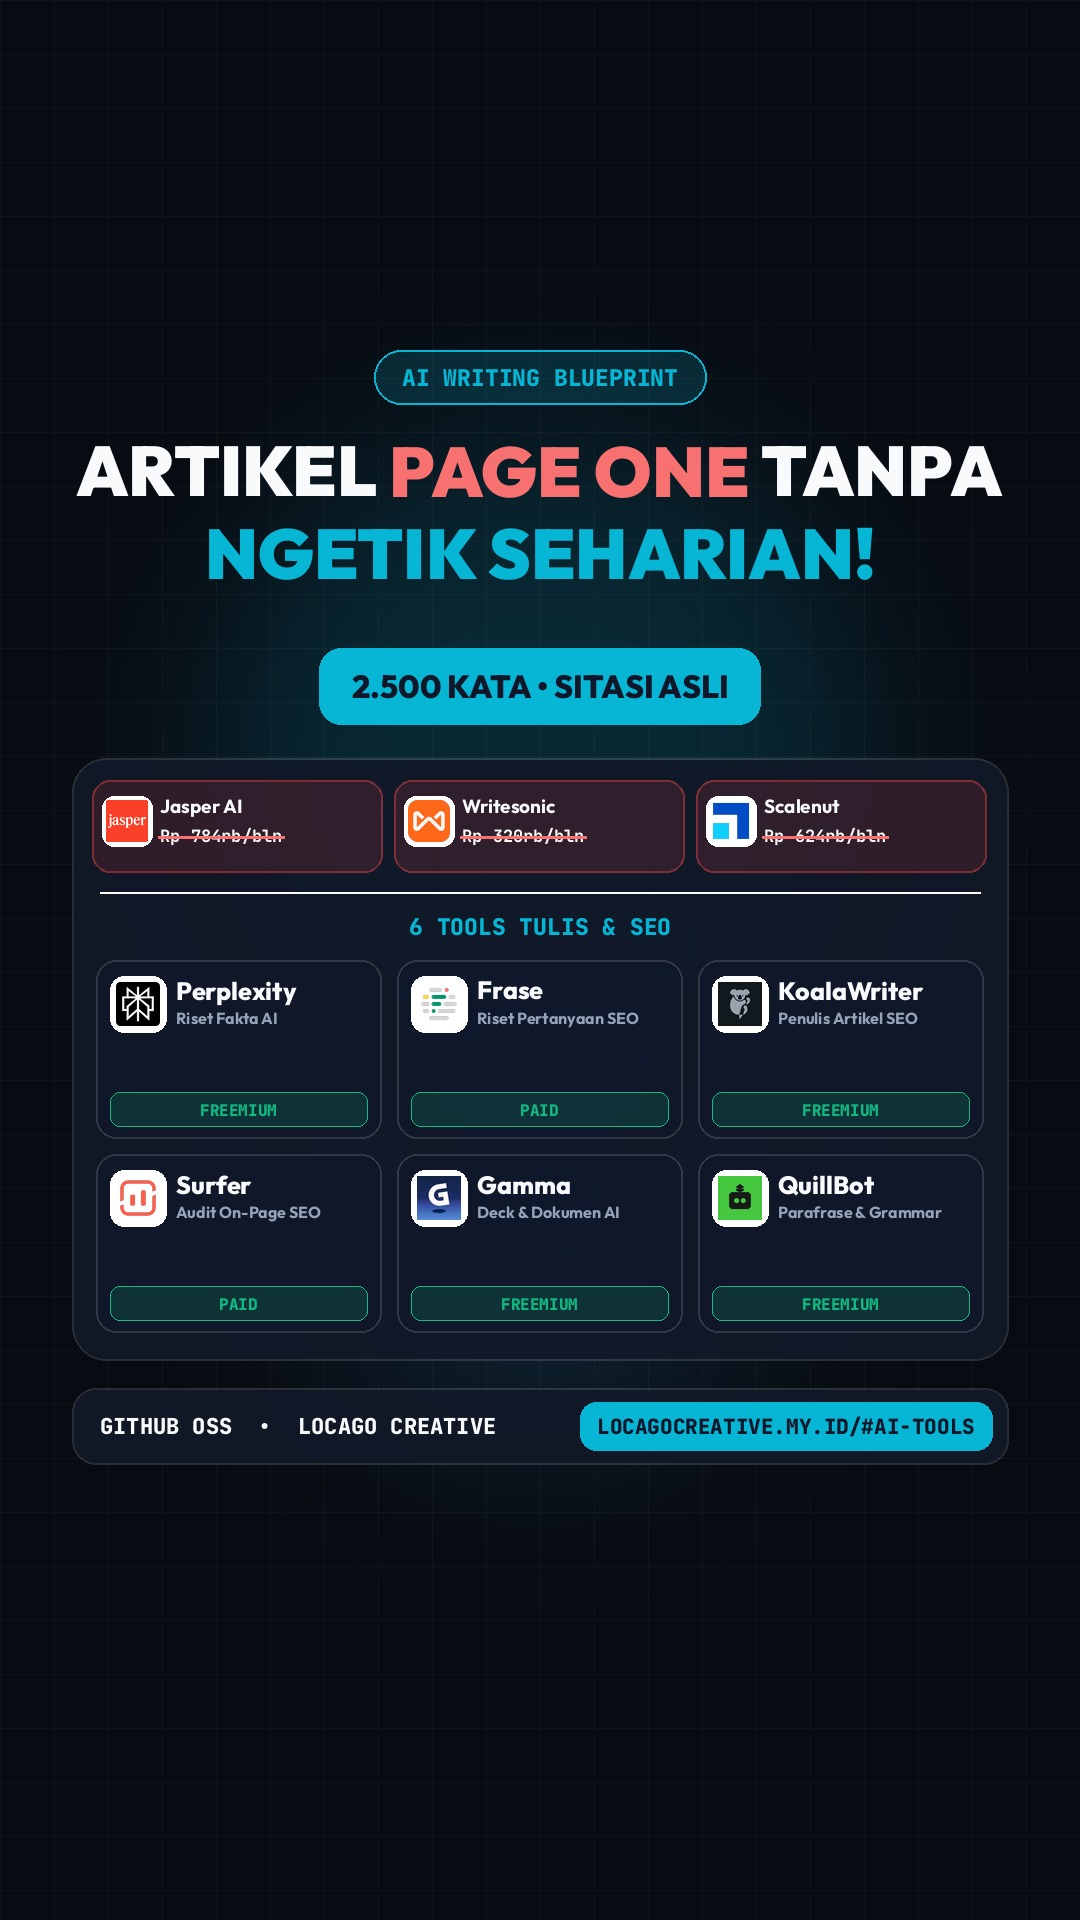 AI WRITING BLUEPRINT
ARTIKEL PAGE ONE TANPA
NGETIK SEHARIAN!
2.500 KATA • SITASI ASLI
jasper
Jasper AI
Rp 784rb/bln
Writesonic
Rp 320rb/bln
Scalenut
Rp 624rb/bln
6 TOOLS TULIS & SEO
Perplexity
Riset Fakta AI
FREEMIUM
Frase
Riset Pertanyaan SEO
PAID
KoalaWriter
Penulis Artikel SEO
FREEMIUM
Surfer
Audit On-Page SEO
PAID
Gamma
Deck & Dokumen AI
FREEMIUM
QuillBot
Parafrase & Grammar
FREEMIUM
GITHUB OSS • LOCAGO CREATIVE
LOCAGOCREATIVE.MY.ID/#AI-TOOLS